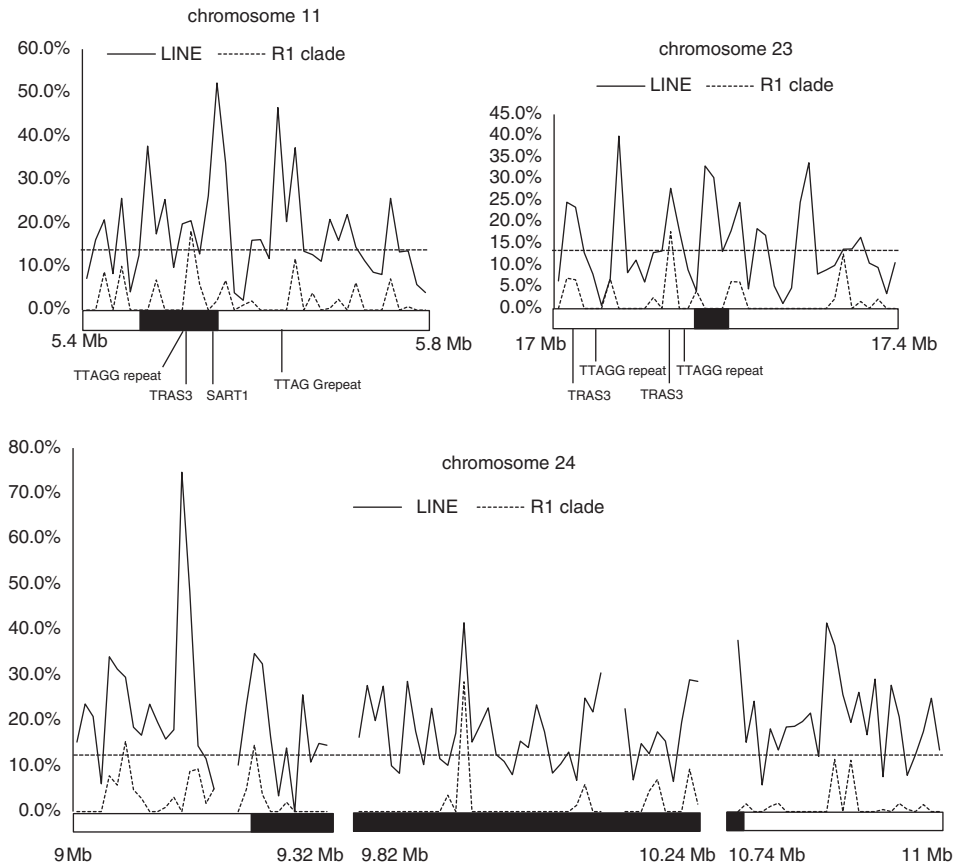 chromosome 11
LINE R1 clade
60.0%
50.0%
40.0%
30.0%
20.0%
10.0%
0.0%
5.4 Mb 5.8 Mb
TTAGG repeat
TRAS3 SART1
TTAG Grepeat
chromosome 23
LINE R1 clade
45.0%
40.0%
35.0%
30.0%
25.0%
20.0%
15.0%
10.0%
5.0%
0.0%
17 Mb 17.4 Mb
TTAGG repeat TTAGG repeat
TRAS3 TRAS3
chromosome 24
LINE R1 clade
80.0%
70.0%
60.0%
50.0%
40.0%
30.0%
20.0%
10.0%
0.0%
9Mb 9.32 Mb 9.82 Mb 10.24 Mb 10.74 Mb 11 Mb